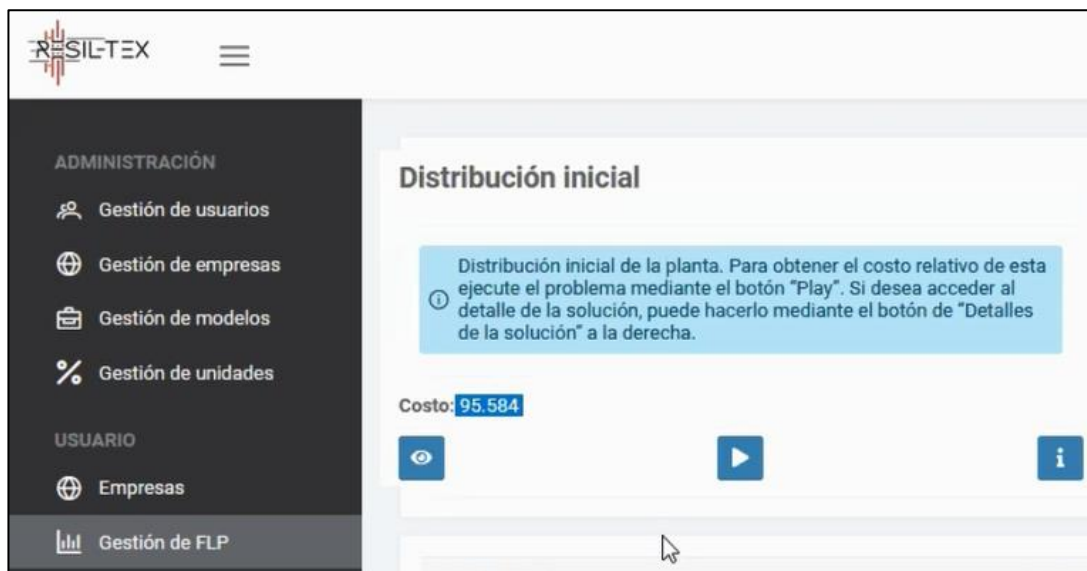 RESIL-TEX
ADMINISTRACIÓN
Gestión de usuarios
Gestión de empresas
Gestión de modelos
Gestión de unidades
USUARIO
Empresas
Gestión de FLP
Distribución inicial
Distribución inicial de la planta. Para obtener el costo relativo de esta
ejecute el problema mediante el botón "Play". Si desea acceder al
detalle de la solución, puede hacerlo mediante el botón de "Detalles
de la solución" a la derecha.
Costo: 95.584